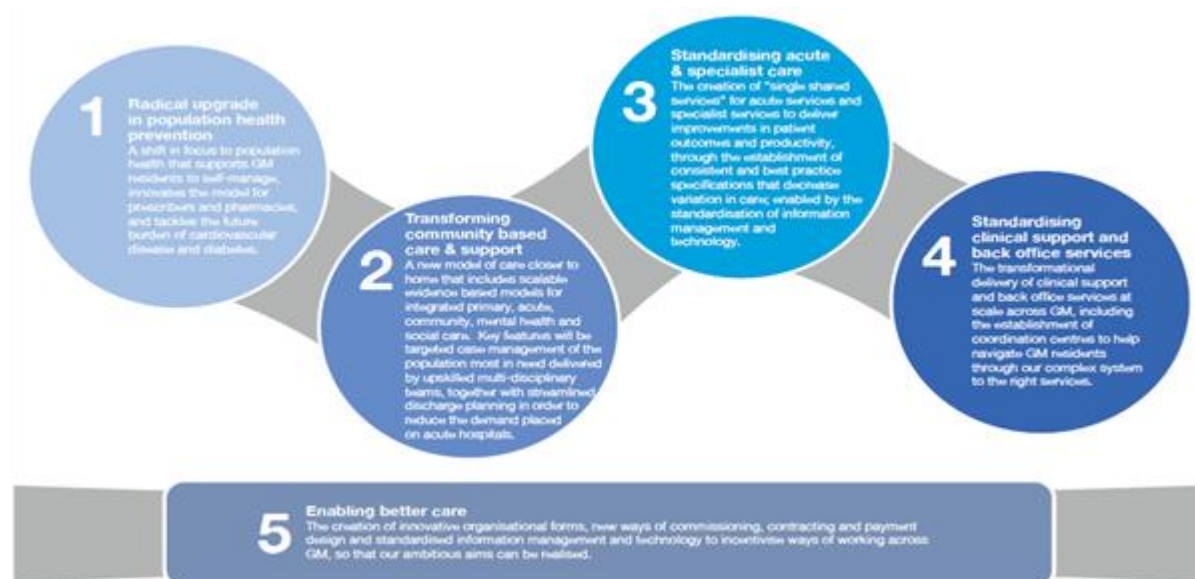 1
Radical upgrade
in population health
prevention
A shift in focus to population
health that supports GM
residents to self-manage,
innovates the model for
prescribers and pharmacies,
and tackles the future
burden of cardiovascular
disease and diabetes.
2
Transforming
community based
care & support
A new model of care closer to
home that includes scalable
evidence based models for
integrated primary, acute,
community, mental health and
social care. Key features will be
targeted case management of the
population most in need delivered
by upskilled multi-disciplinary
teams, together with streamlined
discharge planning in order to
reduce the demand placed
on acute hospitals.
3
Standardising acute
& specialist care
The creation of "single shared
services" for acute services and
specialist services to deliver
improvements in patient
outcomes and productivity,
through the establishment of
consistent and best practice
specifications that decrease
variation in care; enabled by the
standardisation of information
management and
technology.
4
Standardising
clinical support and
back office services
The transformational
delivery of clinical support
and back office services at
scale across GM, including
the establishment of
coordination centres to help
navigate GM residents
through our complex system
to the right services.
5
Enabling better care
The creation of innovative organisational forms, new ways of commissioning, contracting and payment
design and standardised information management and technology to incentivise ways of working across
GM, so that our ambitious aims can be realised.